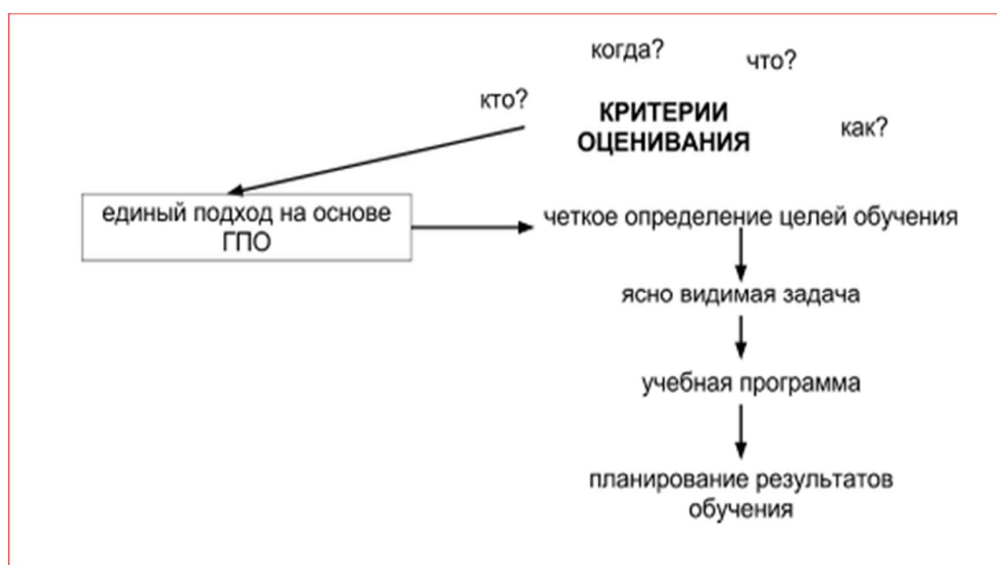 когда?
что?
кто?
КРИТЕРИИ
ОЦЕНИВАНИЯ
как?
единый подход на основе
ГПО
четкое определение целей обучения
ясно видимая задача
учебная программа
планирование результатов
обучения